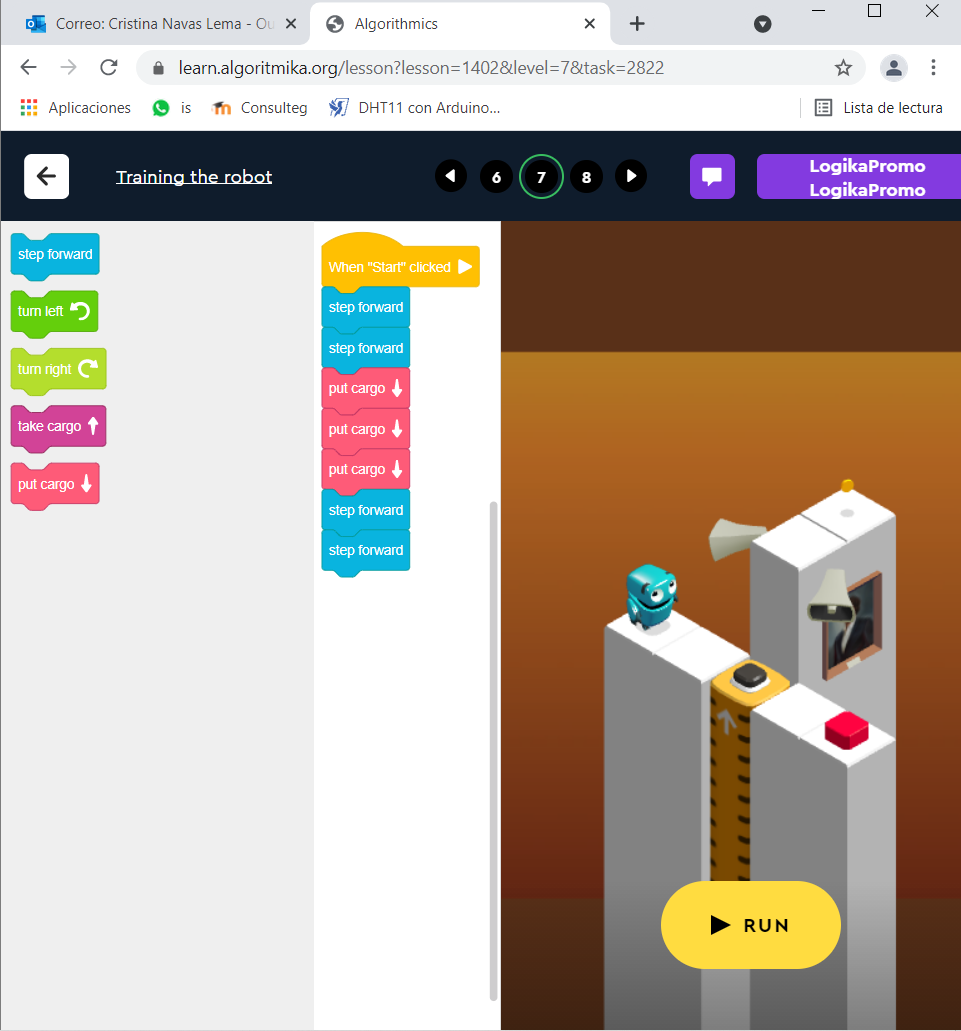 Correo: Cristina Navas Lema - Ou
Algorithmics
learn.algoritmika.org/lesson?lesson=1402&level=7&task=2822
Aplicaciones
is
Consulteg
DHT11 con Arduino...
Lista de lectura
Training the robot
6
7
8
LogikaPromo
LogikaPromo
step forward
turn left
turn right
take cargo
put cargo
When "Start" clicked
step forward
step forward
put cargo
put cargo
put cargo
step forward
step forward
RUN